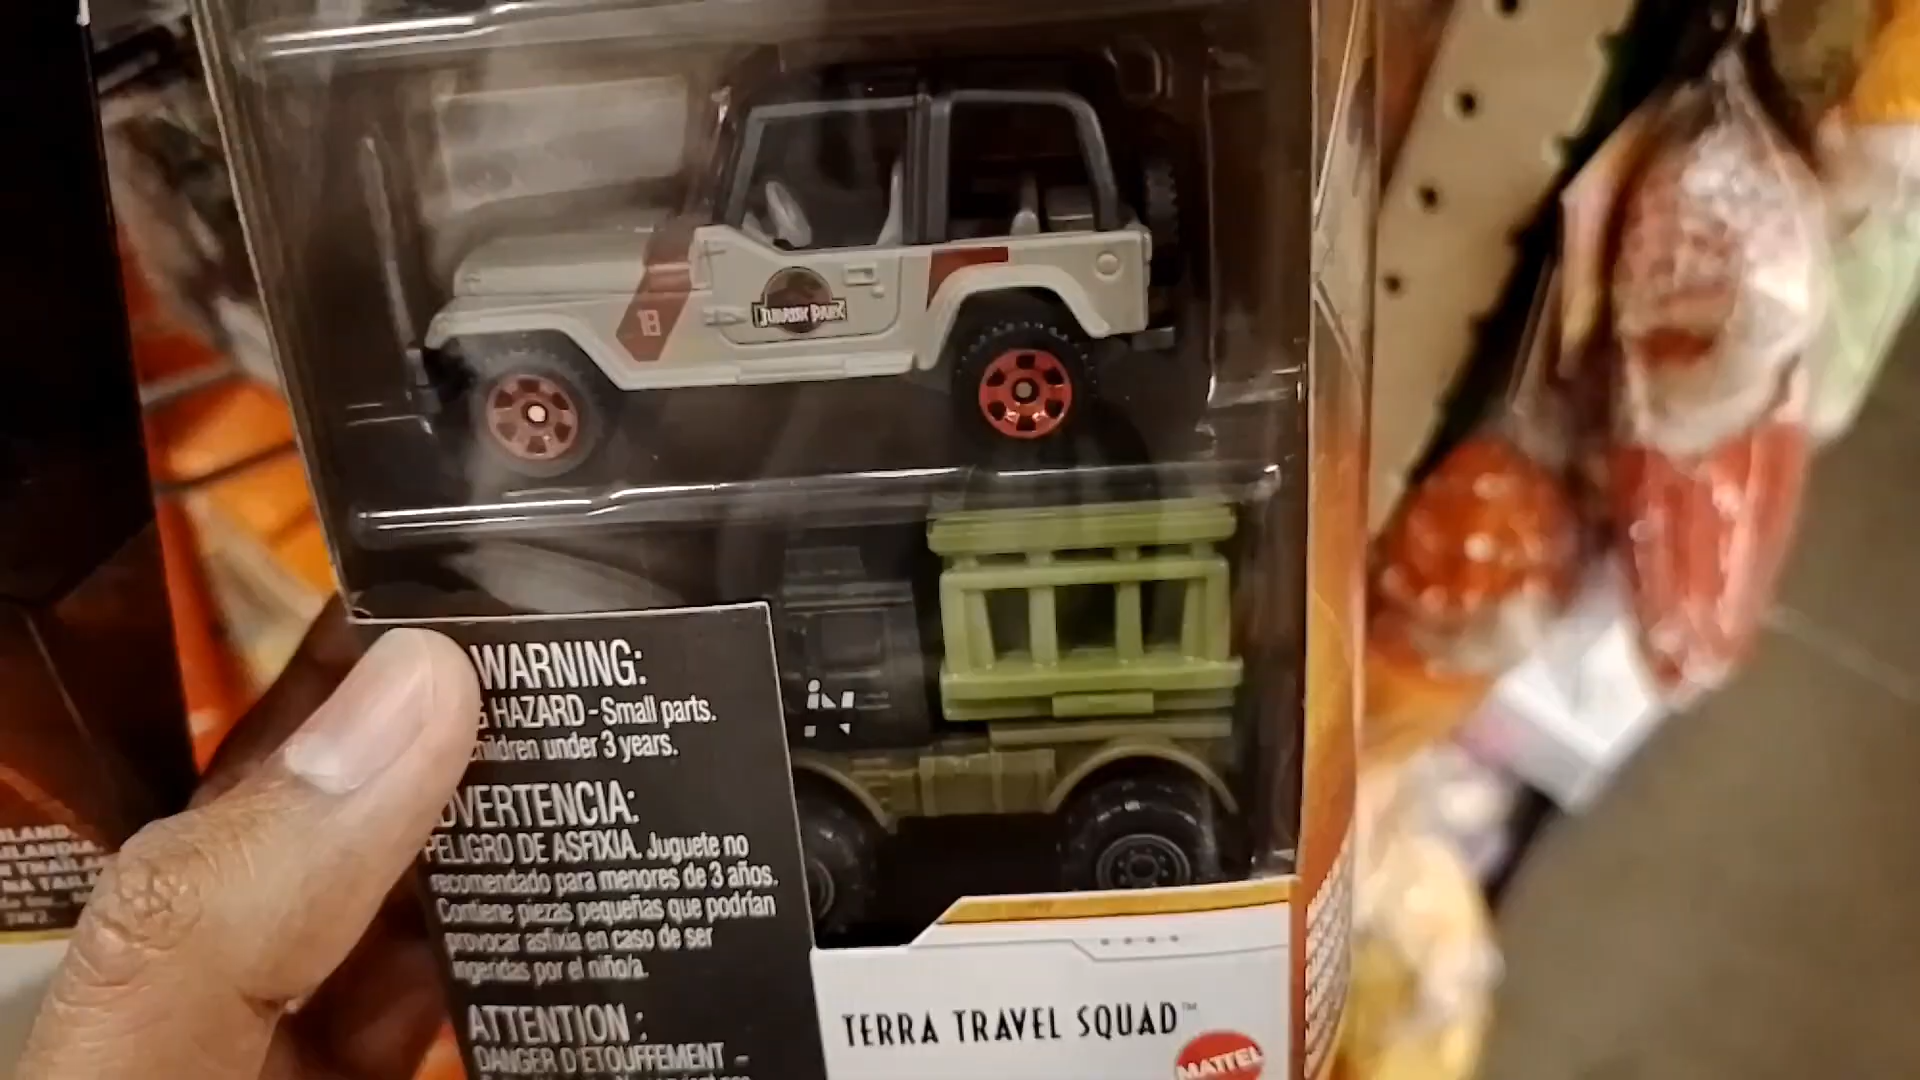 JURASSIC PARK
18
WARNING:
HAZARD - Small parts.
children under 3 years.
ADVERTENCIA:
PELIGRO DE ASFIXIA. Juguete no
recomendado para menores de 3 años.
Contiene piezas pequeñas que podrían
provocar asfixia en caso de ser
ingeridas por el niño/a.
ATTENTION :
DANGER D'ETOUFFEMENT -
TERRA TRAVEL SQUAD™
MATTEL